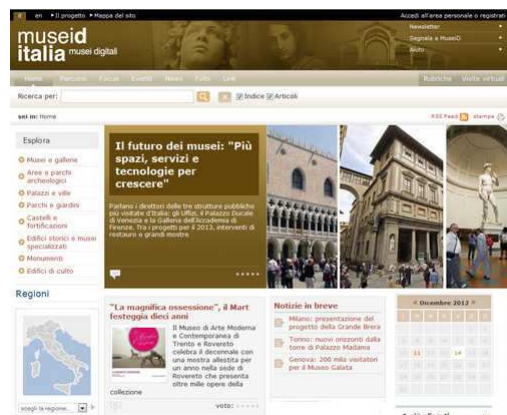 it en Il progetto Mappa del sito Accedi all'area personale o registrati
museid
italia musei digitali
Newsletter
Segnala a MuseiD
Aiuto
Home Percorsi Focus Eventi News Foto Link Rubriche Visite virtuali
Ricerca per: Indice Articoli
sei in: Home RSS Feed stampa
Esplora
Musei e gallerie
Aree e parchi
archeologici
Palazzi e ville
Parchi e giardini
Castelli e
fortificazioni
Edifici storici e musei
specializzati
Monumenti
Edifici di culto
Il futuro dei musei: "Più
spazi, servizi e
tecnologie per
crescere"
Parlano i direttori delle tre strutture pubbliche
più visitate d'Italia: gli Uffizi, il Palazzo Ducale
di Venezia e la Galleria dell'Accademia di
Firenze. Tra i progetti per il 2013, interventi di
restauro e grandi mostre
Regioni
scegli la regione...
"La magnifica ossessione", il Mart
festeggia dieci anni
Il Museo di Arte Moderna
e Contemporanea di
Trento e Rovereto
celebra il decennale con
una mostra allestita per
un anno nella sede di
Rovereto che presenta
oltre mille opere della
collezione
voto:
Notizie in breve
Milano: presentazione del
progetto della Grande Brera
Torino: nuovi orizzonti dalla
torre di Palazzo Madama
Genova: 200 mila visitatori
per il Museo Galata
« Dicembre 2012 »
11 14